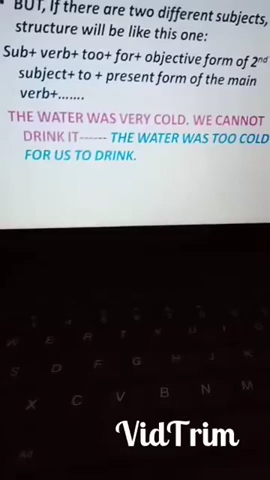 • BUT, If there are two different subjects,
structure will be like this one:
Sub+ verb+ too+ for+ objective form of 2nd
subject+ to + present form of the main
verb+.......
THE WATER WAS VERY COLD. WE CANNOT
DRINK IT------ THE WATER WAS TOO COLD
FOR US TO DRINK.
W E R T Y U I
S D F G H J K
X C V B N M
Alt
VidTrim